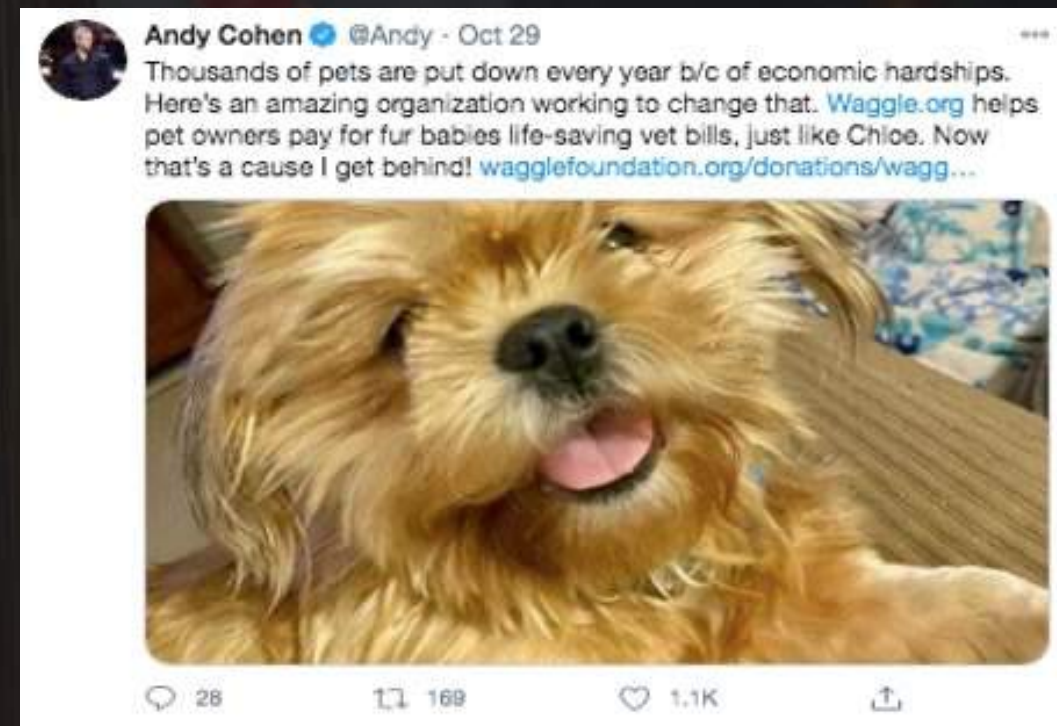 Andy Cohen @Andy · Oct 29
Thousands of pets are put down every year b/c of economic hardships.
Here's an amazing organization working to change that. Waggle.org helps
pet owners pay for fur babies life-saving vet bills, just like Chloe. Now
that's a cause I get behind! wagglefoundation.org/donations/wagg...
28 169 1.1K